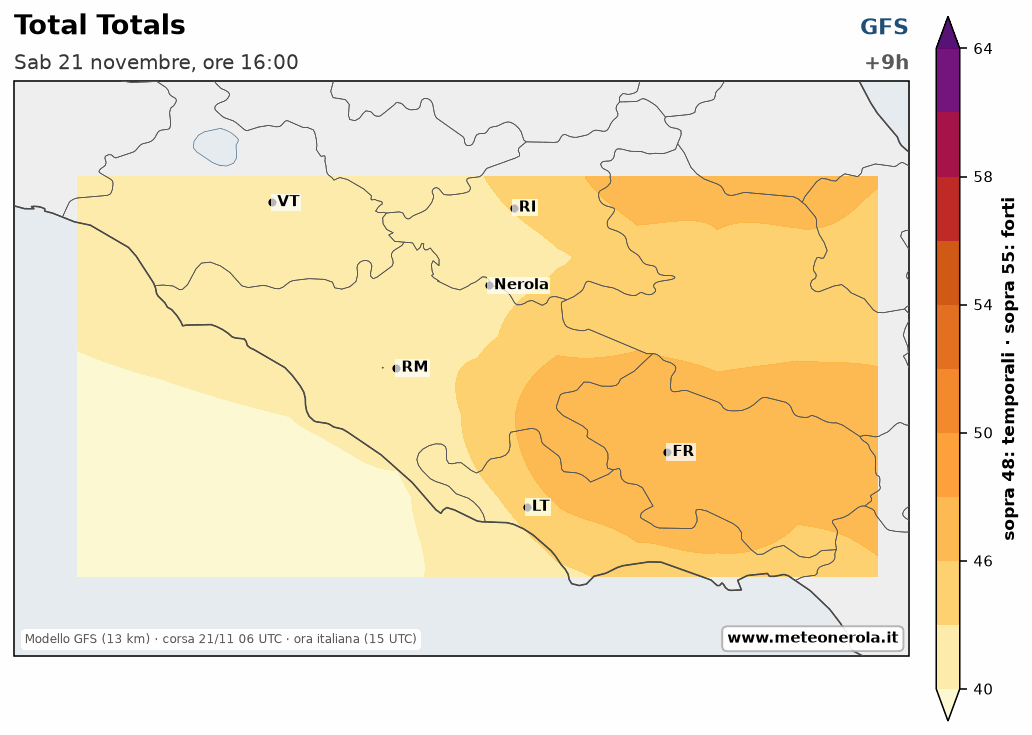 Total Totals
GFS
Sab 21 novembre, ore 16:00
+9h
VT
RI
Nerola
RM
FR
LT
Modello GFS (13 km) · corsa 21/11 06 UTC · ora italiana (15 UTC)
www.meteonerola.it
64
58
54
50
46
40
sopra 48: temporali · sopra 55: forti